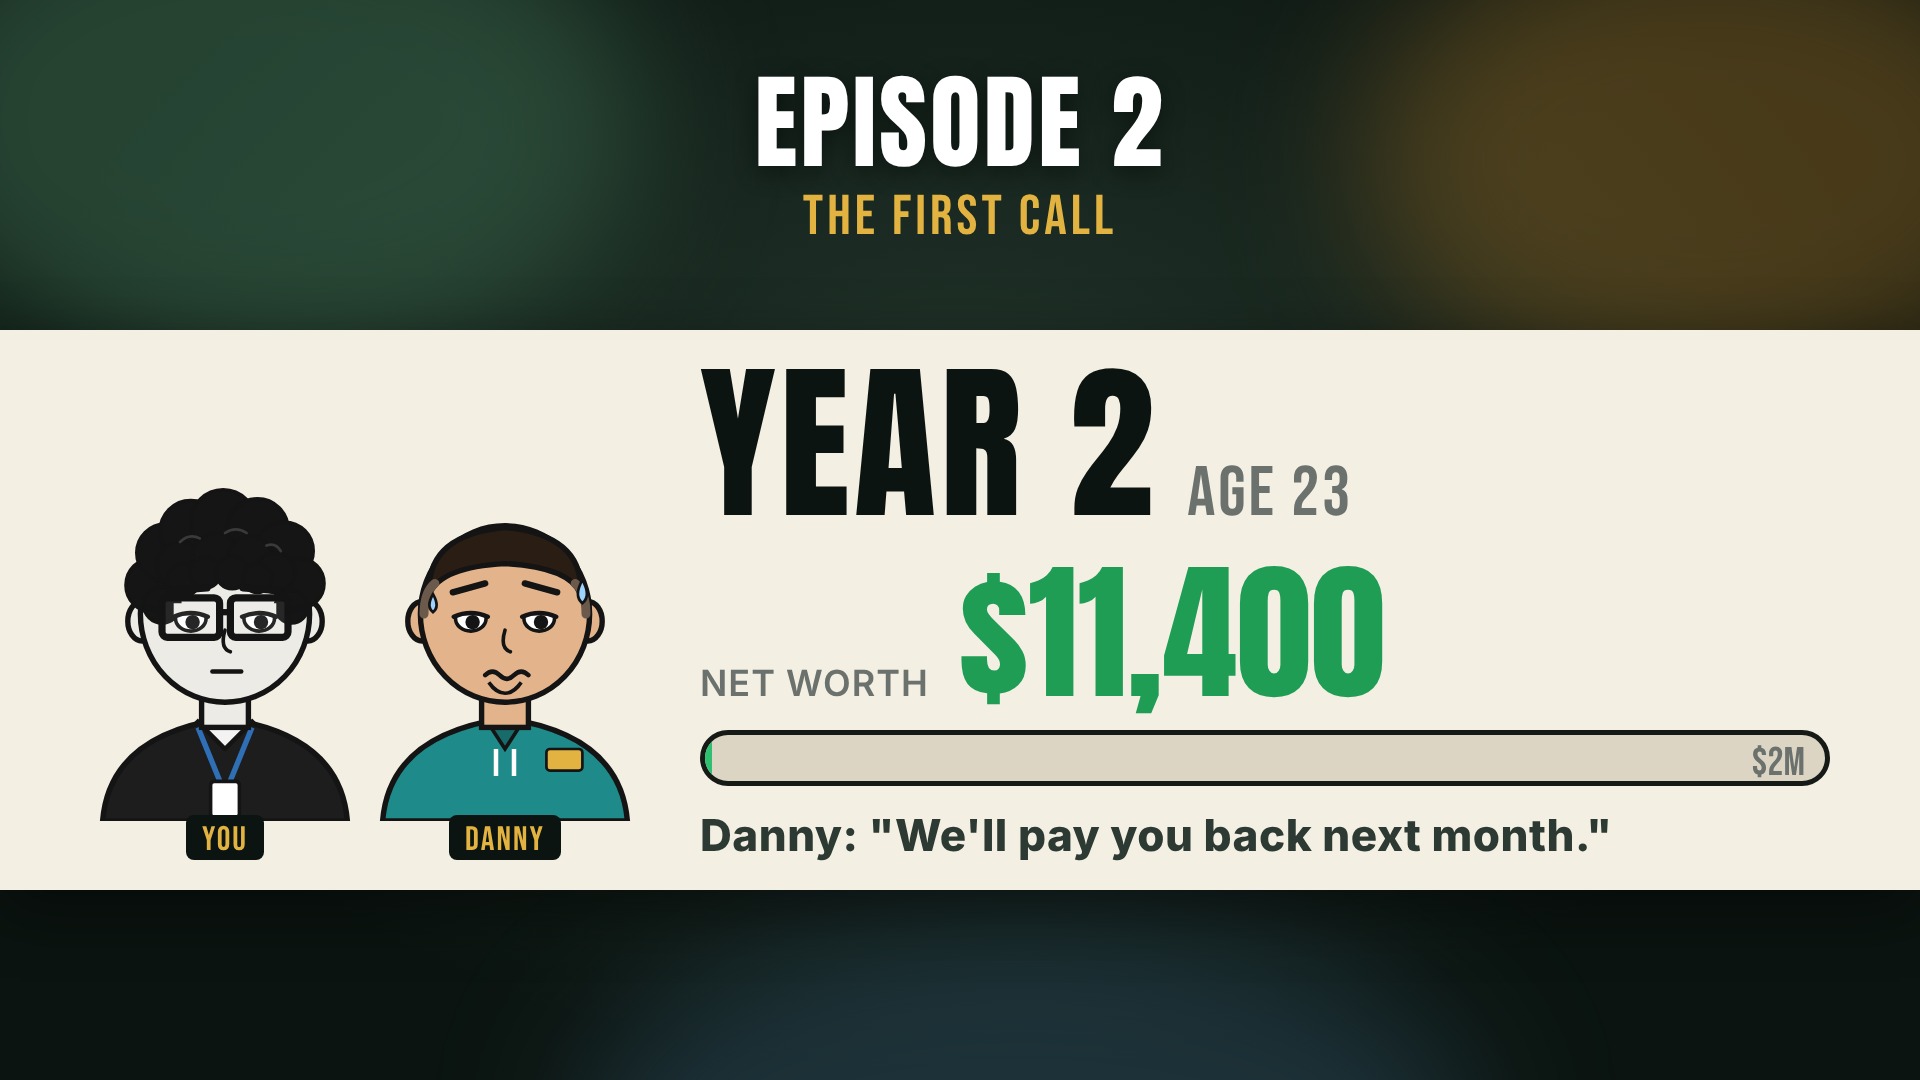 EPISODE 2
THE FIRST CALL
YEAR 2 AGE 23
NET WORTH $11,400
$2M
Danny: "We'll pay you back next month."
YOU
DANNY